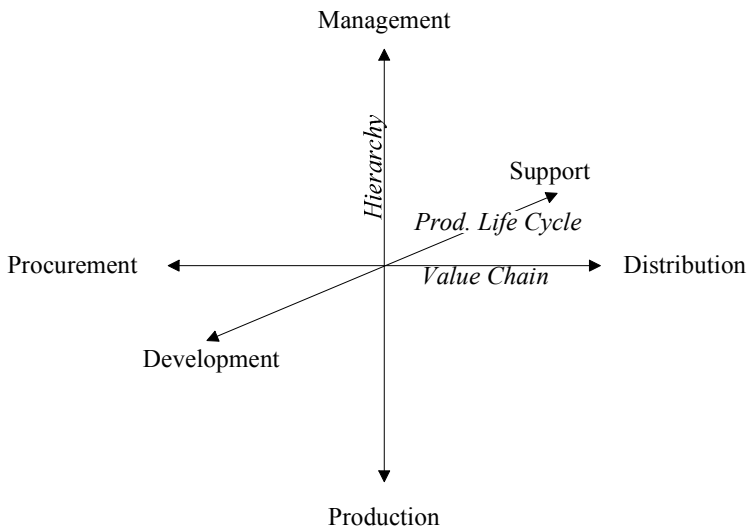 Management
Hierarchy
Support
Prod. Life Cycle
Procurement
Value Chain
Distribution
Development
Production